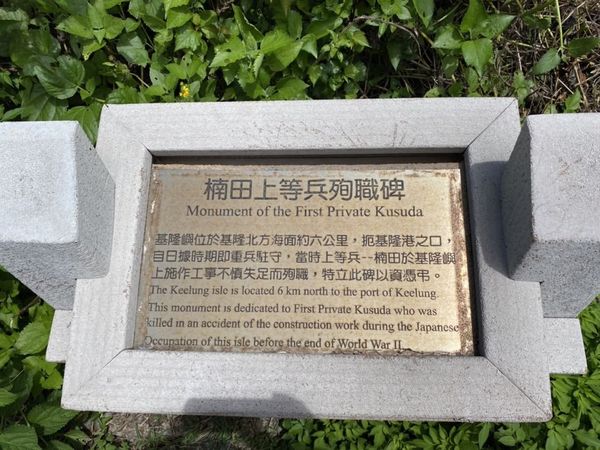 楠田上等兵殉職碑
Monument of the First Private Kusuda
基隆嶼位於基隆北方海面約六公里，扼基隆港之口，
自日據時期即重兵駐守，當時上等兵--楠田於基隆嶼
上施作工事不慎失足而殉職，特立此碑以資憑弔。
The Keelung isle is located 6 km north to the port of Keelung.
This monument is dedicated to First Private Kusuda who was
killed in an accident of the construction work during the Japanese
Occupation of this isle before the end of World War II.